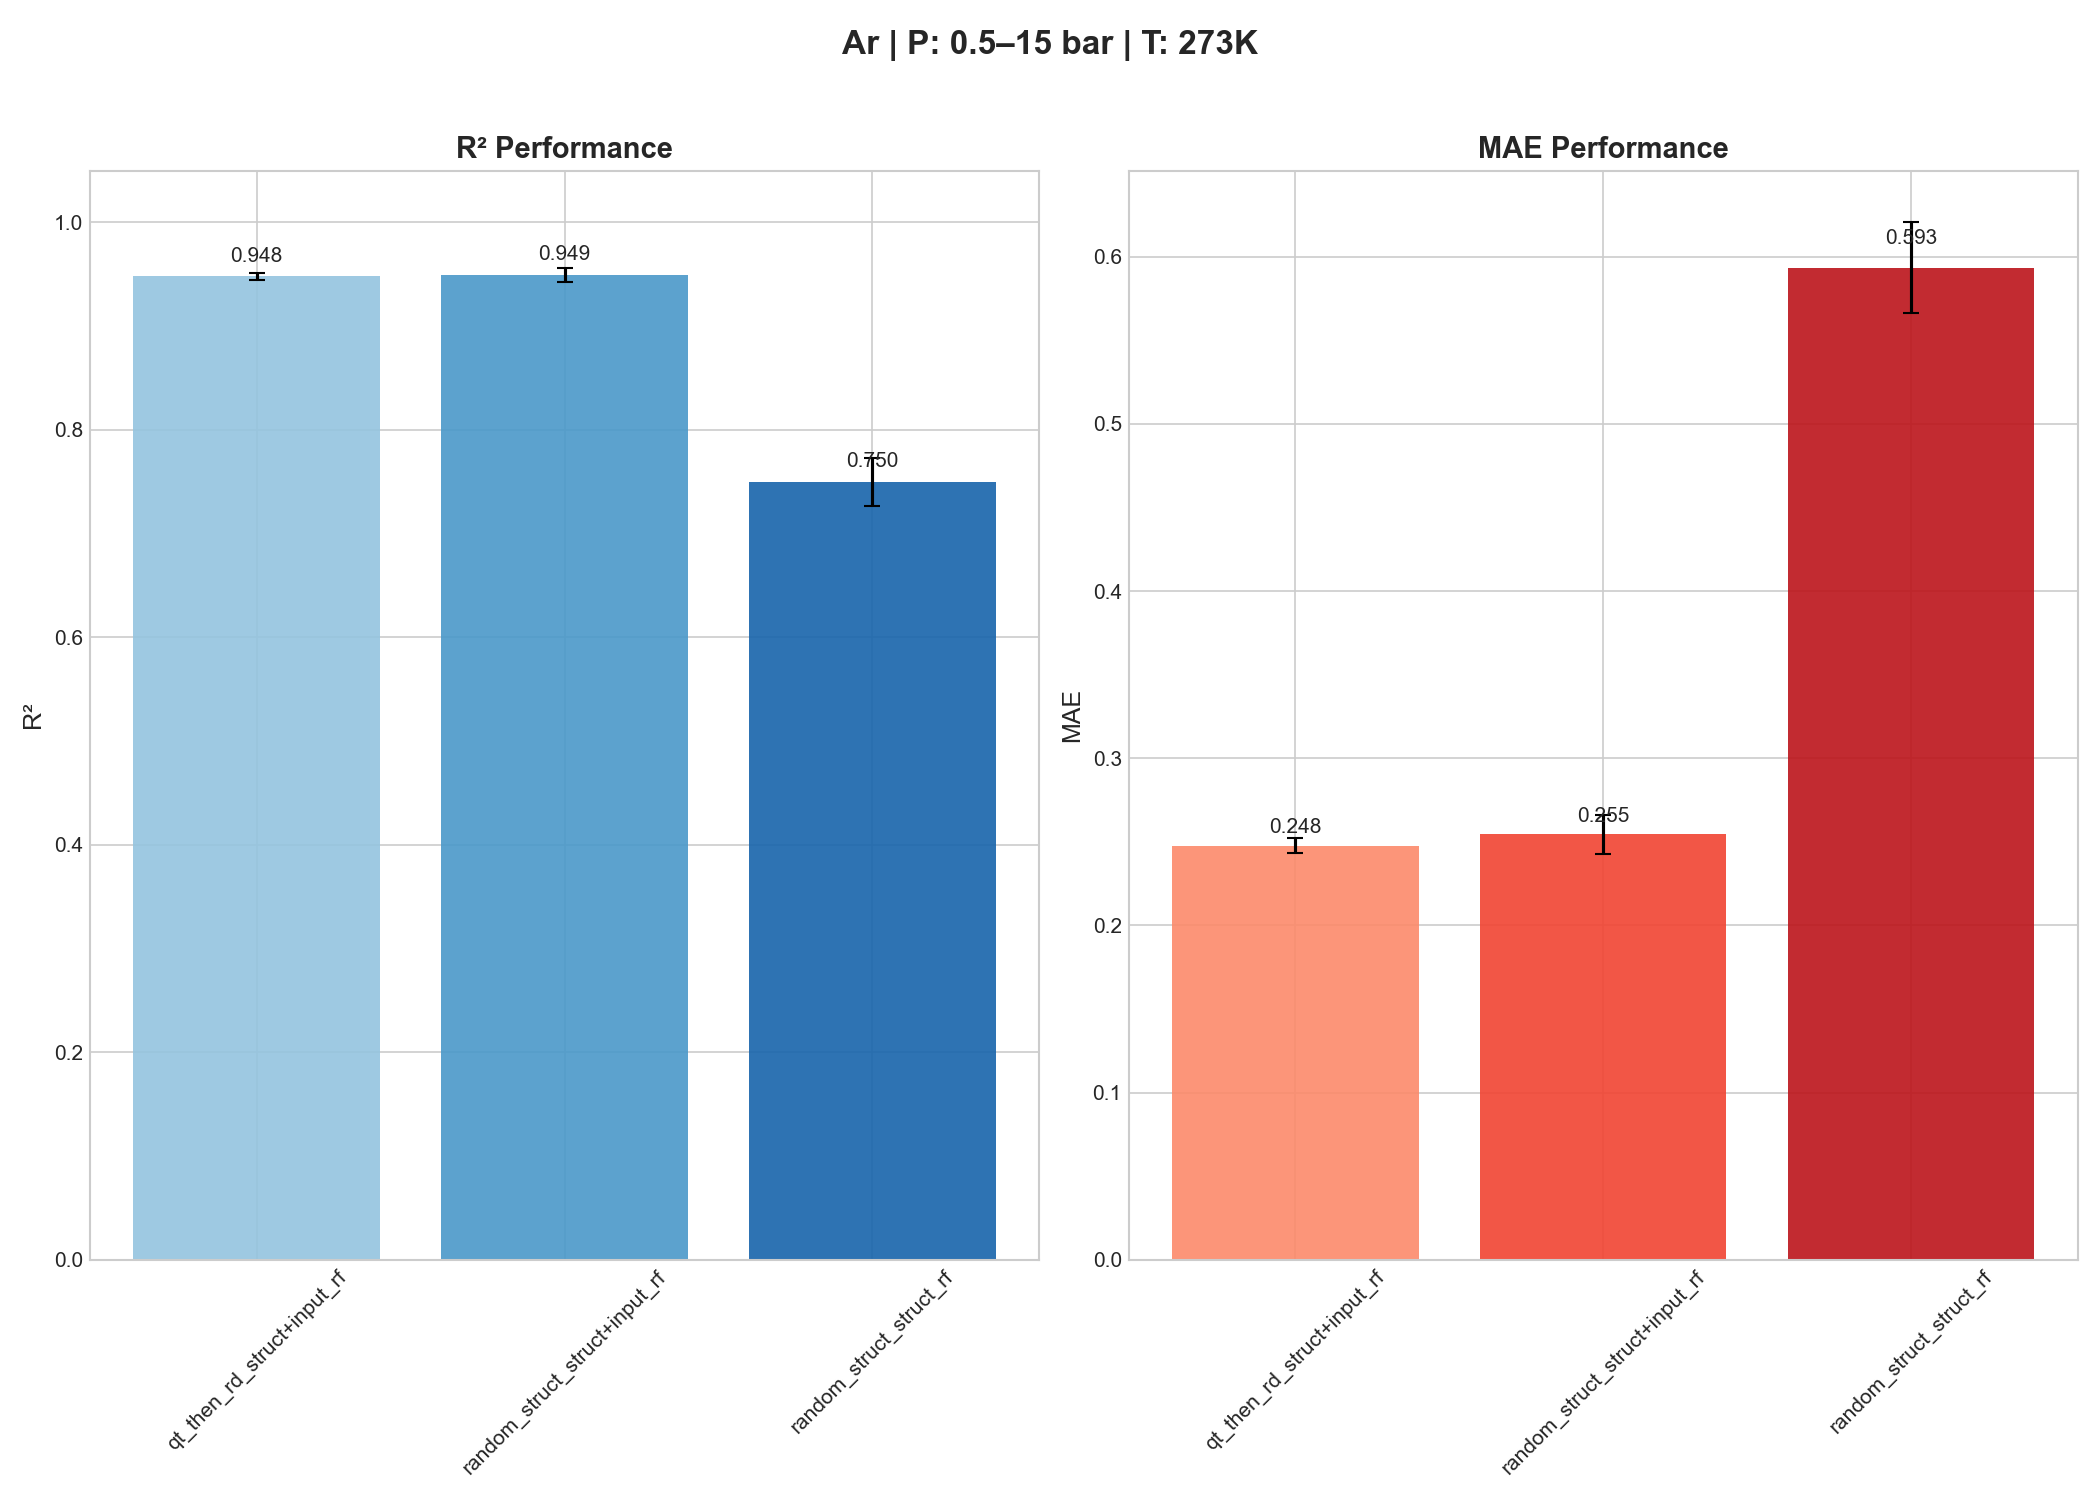 Ar | P: 0.5–15 bar | T: 273K
R² Performance
R²
1.0
0.8
0.6
0.4
0.2
0.0
0.948
0.949
0.750
qt_then_rd_struct+input_rf
random_struct_struct+input_rf
random_struct_struct_rf
MAE Performance
MAE
0.6
0.5
0.4
0.3
0.2
0.1
0.0
0.248
0.255
0.593
qt_then_rd_struct+input_rf
random_struct_struct+input_rf
random_struct_struct_rf